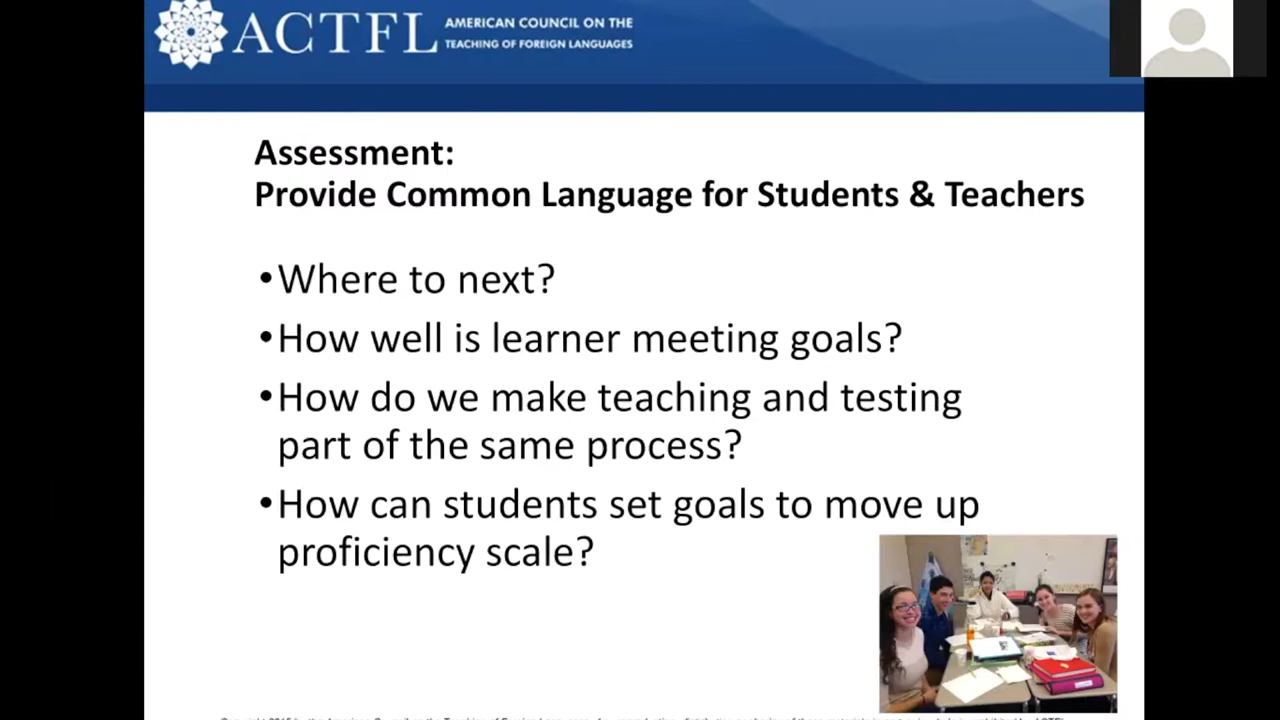 ACTFL
AMERICAN COUNCIL ON THE
TEACHING OF FOREIGN LANGUAGES
Assessment:
Provide Common Language for Students & Teachers
•Where to next?
•How well is learner meeting goals?
•How do we make teaching and testing
part of the same process?
•How can students set goals to move up
proficiency scale?